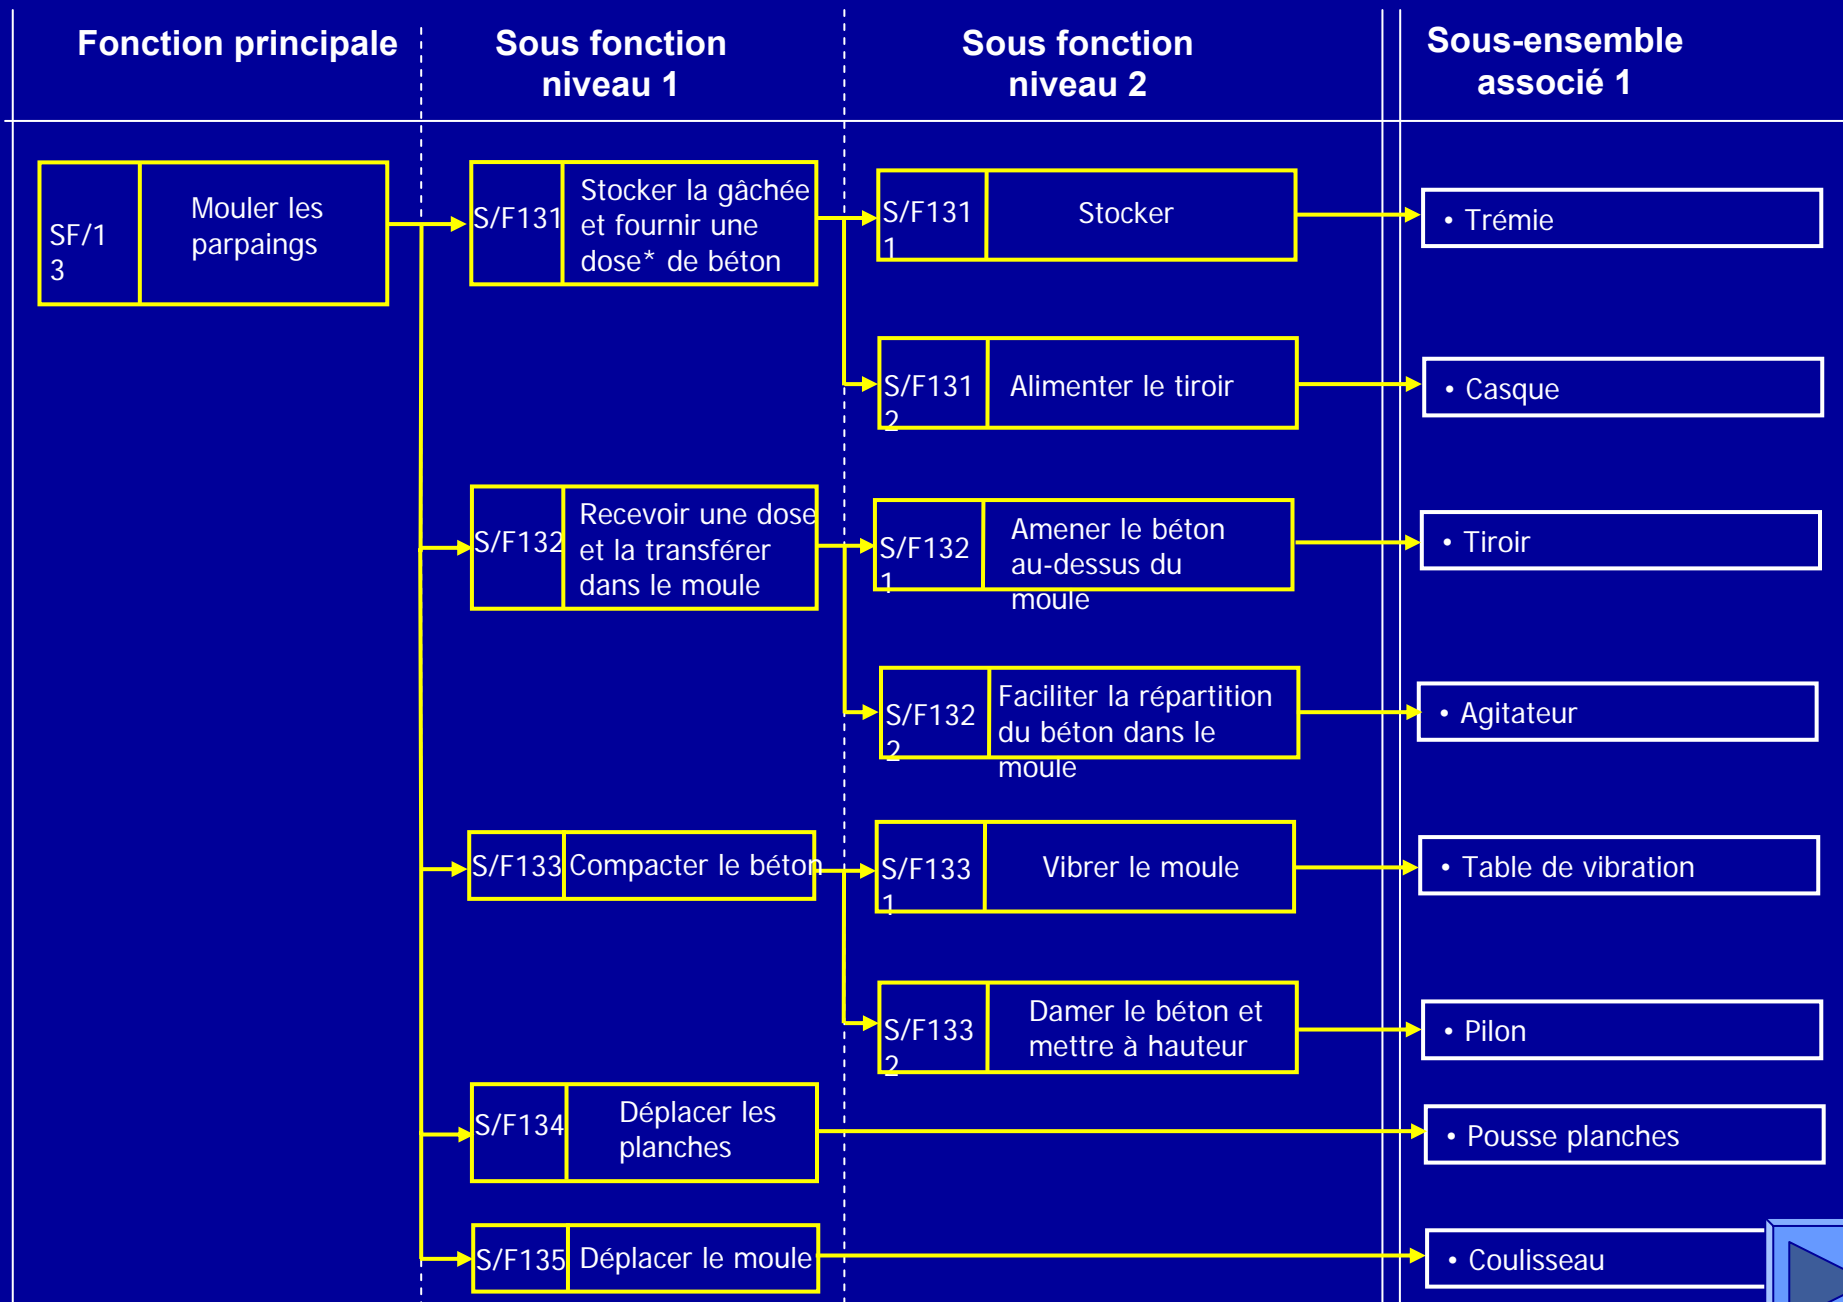 Fonction principale
Sous fonction
niveau 1
Sous fonction
niveau 2
Sous-ensemble
associé 1
SF/1
3
Mouler les
parpaings
S/F131
Stocker la gâchée
et fournir une
dose* de béton
S/F131
1
Stocker
• Trémie
S/F131
2
Alimenter le tiroir
• Casque
S/F132
Recevoir une dose
et la transférer
dans le moule
S/F132
1
Amener le béton
au-dessus du
moule
• Tiroir
S/F132
2
Faciliter la répartition
du béton dans le
moule
• Agitateur
S/F133
Compacter le béton
S/F133
1
Vibrer le moule
• Table de vibration
S/F133
2
Damer le béton et
mettre à hauteur
• Pilon
S/F134
Déplacer les
planches
• Pousse planches
S/F135
Déplacer le moule
• Coulisseau